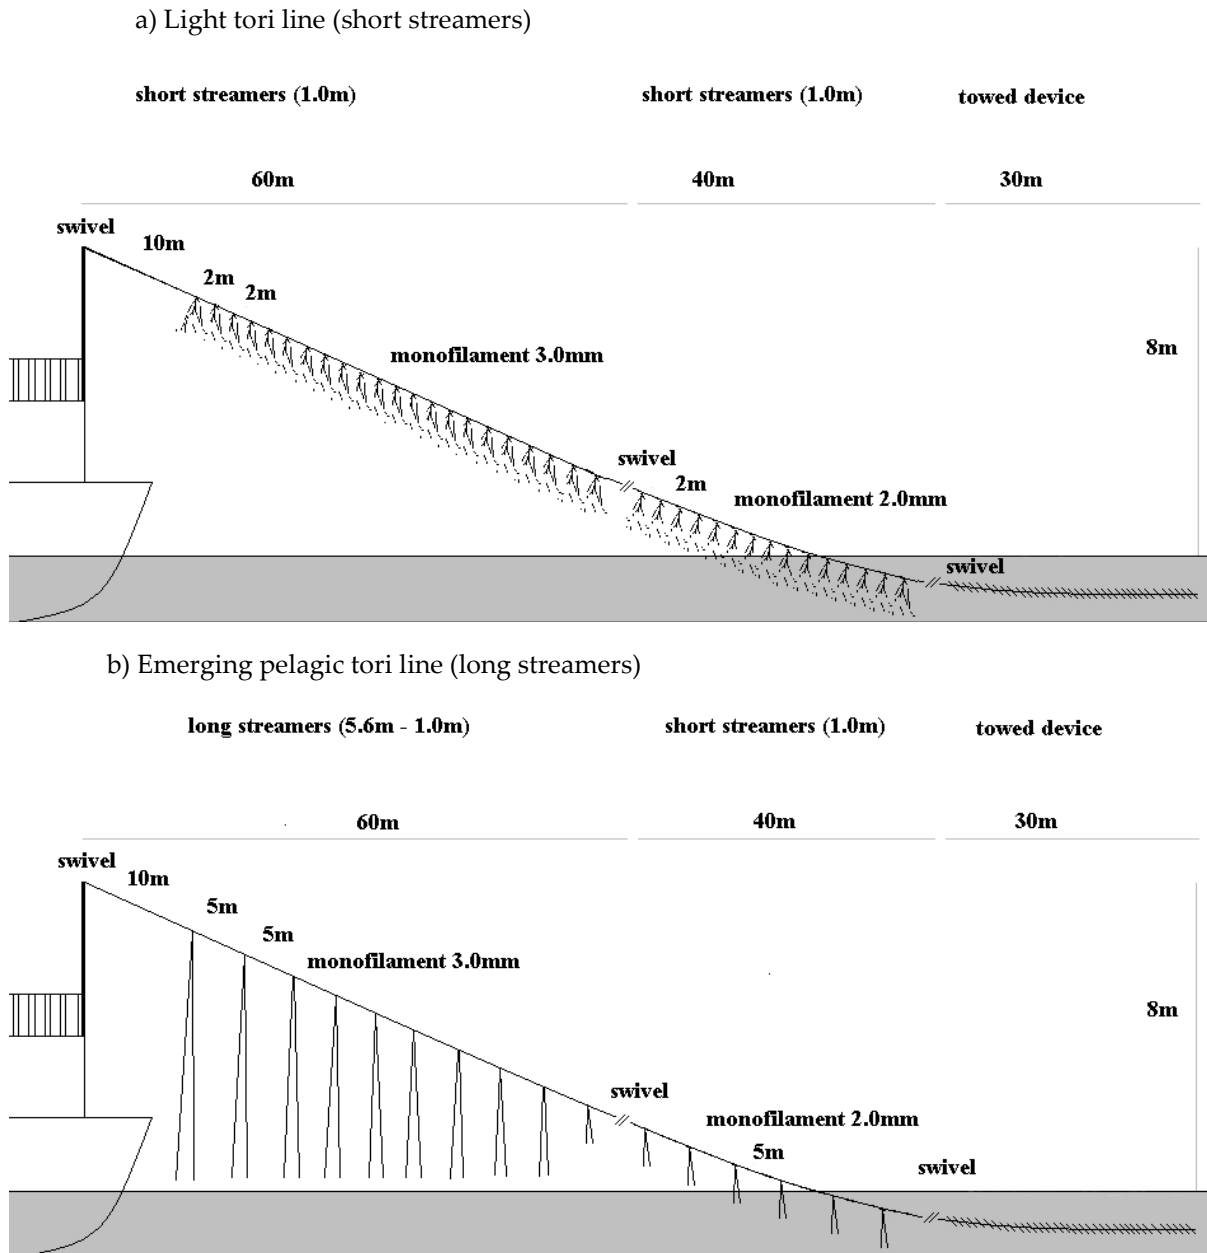 a) Light tori line (short streamers)
short streamers (1.0m) short streamers (1.0m) towed device
60m 40m 30m
swivel
10m
2m
2m
monofilament 3.0mm
8m
swivel
2m
monofilament 2.0mm
swivel
b) Emerging pelagic tori line (long streamers)
long streamers (5.6m - 1.0m) short streamers (1.0m) towed device
60m 40m 30m
swivel
10m
5m
5m
monofilament 3.0mm
8m
swivel
monofilament 2.0mm
5m
swivel